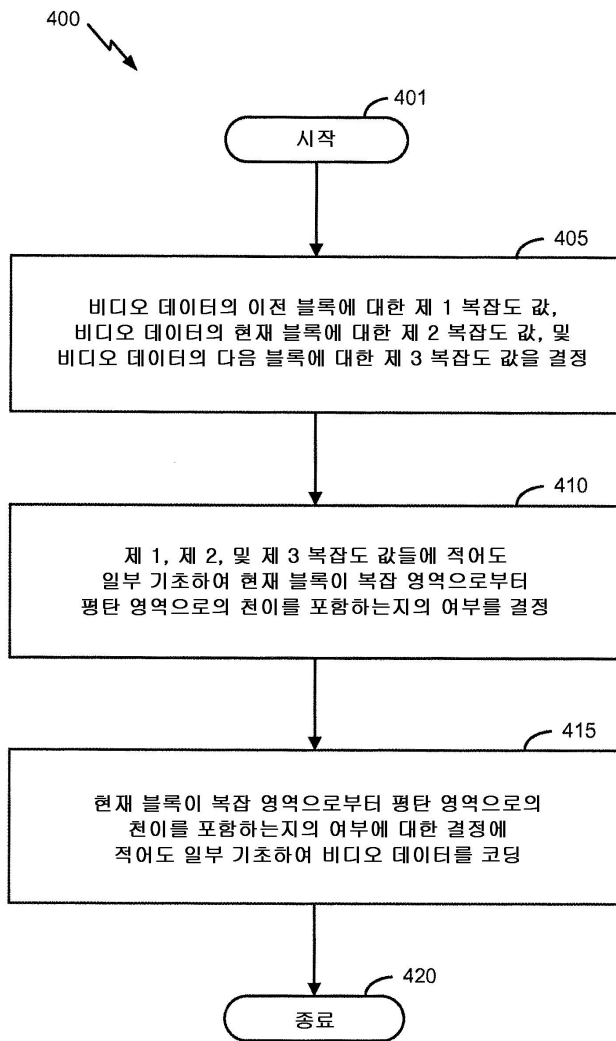 400
401
시작
405
비디오 데이터의 이전 블록에 대한 제 1 복잡도 값,
비디오 데이터의 현재 블록에 대한 제 2 복잡도 값, 및
비디오 데이터의 다음 블록에 대한 제 3 복잡도 값을 결정
410
제 1, 제 2, 및 제 3 복잡도 값들에 적어도
일부 기초하여 현재 블록이 복잡 영역으로부터
평탄 영역으로의 천이를 포함하는지의 여부를 결정
415
현재 블록이 복잡 영역으로부터 평탄 영역으로의
천이를 포함하는지의 여부에 대한 결정에
적어도 일부 기초하여 비디오 데이터를 코딩
420
종료